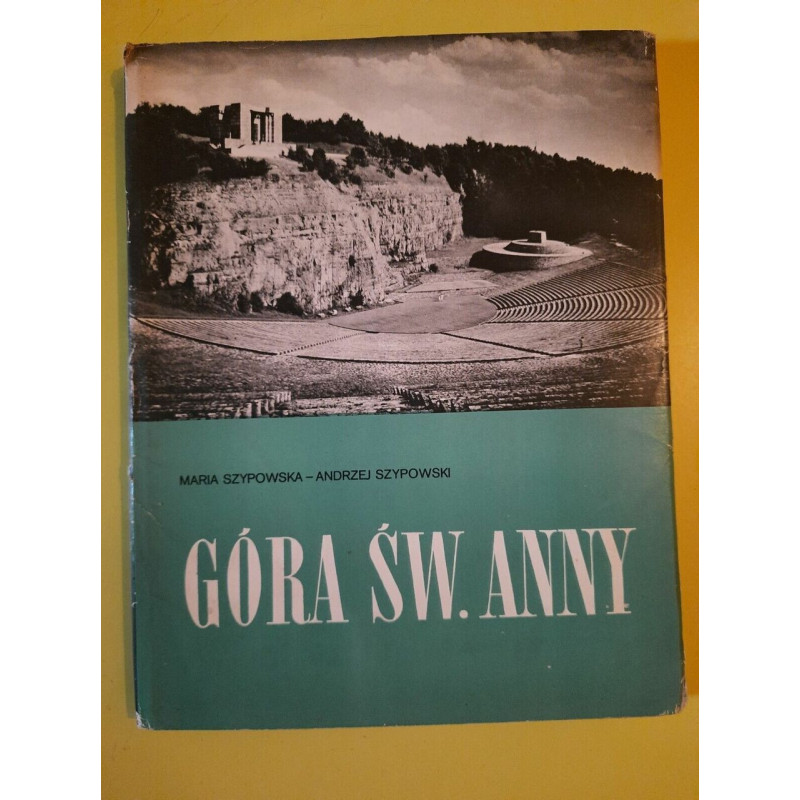 MARIA SZYPOWSKA – ANDRZEJ SZYPOWSKI
GÓRA ŚW. ANNY